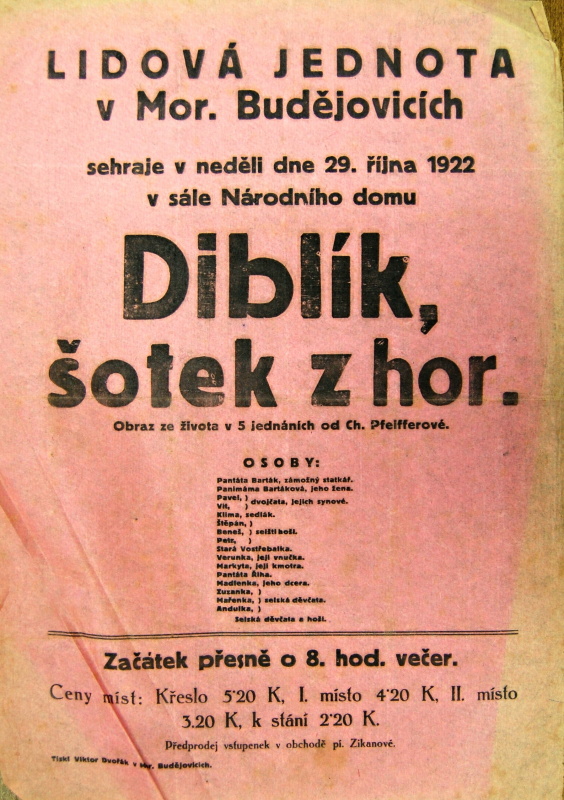 LIDOVÁ JEDNOTA
v Mor. Budějovicích
sehraje v neděli dne 29. října 1922
v sále Národního domu
Diblík,
šotek z hor.
Obraz ze života v 5 jednáních od Ch. Pfeifferové.
OSOBY:
Pantáta Barták, zámožný statkář.
Panimáma Bartáková, jeho žena.
Pavel, )
Vít, ) dvojčata, jejich synové.
Klima, sedlák.
Štěpán, )
Beneš, ) selští hoši.
Petr, )
Stará Vostřebalka.
Verunka, její vnučka.
Markyta, její kmotra.
Pantáta Říha.
Madlenka, jeho dcera.
Zuzanka, )
Mařenka, ) selská děvčata.
Andulka, )
Selská děvčata a hoši.
Začátek přesně o 8. hod. večer.
Ceny míst: Křeslo 5·20 K, I. místo 4·20 K, II. místo
3.20 K, k stání 2·20 K.
Předprodej vstupenek v obchodě pí. Zikanové.
Tiskl Viktor Dvořák v Mor. Budějovicích.